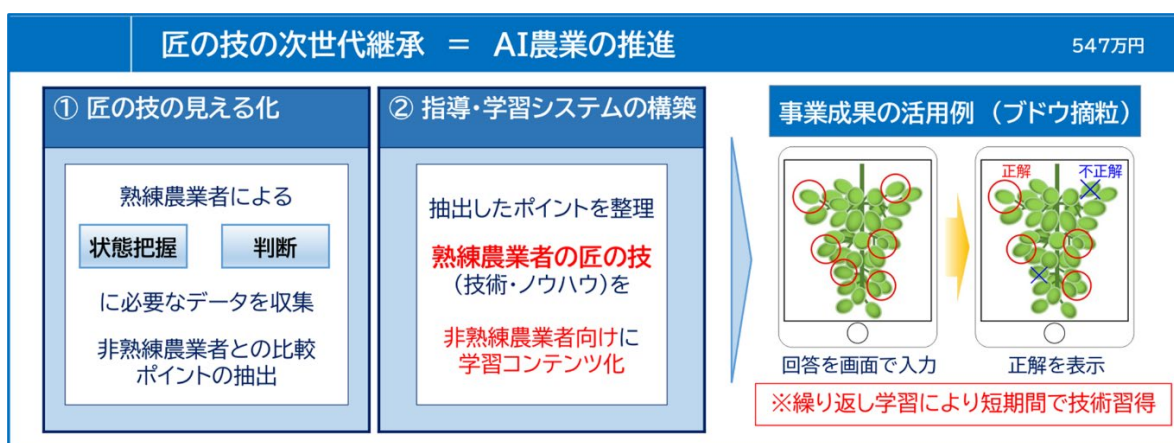 匠の技の次世代継承 = AI農業の推進
547万円
① 匠の技の見える化
熟練農業者による
状態把握
判断
に必要なデータを収集
非熟練農業者との比較
ポイントの抽出
② 指導・学習システムの構築
抽出したポイントを整理
熟練農業者の匠の技
(技術・ノウハウ)を
非熟練農業者向けに
学習コンテンツ化
事業成果の活用例 (ブドウ摘粒)
正解
不正解
回答を画面で入力
正解を表示
※繰り返し学習により短期間で技術習得